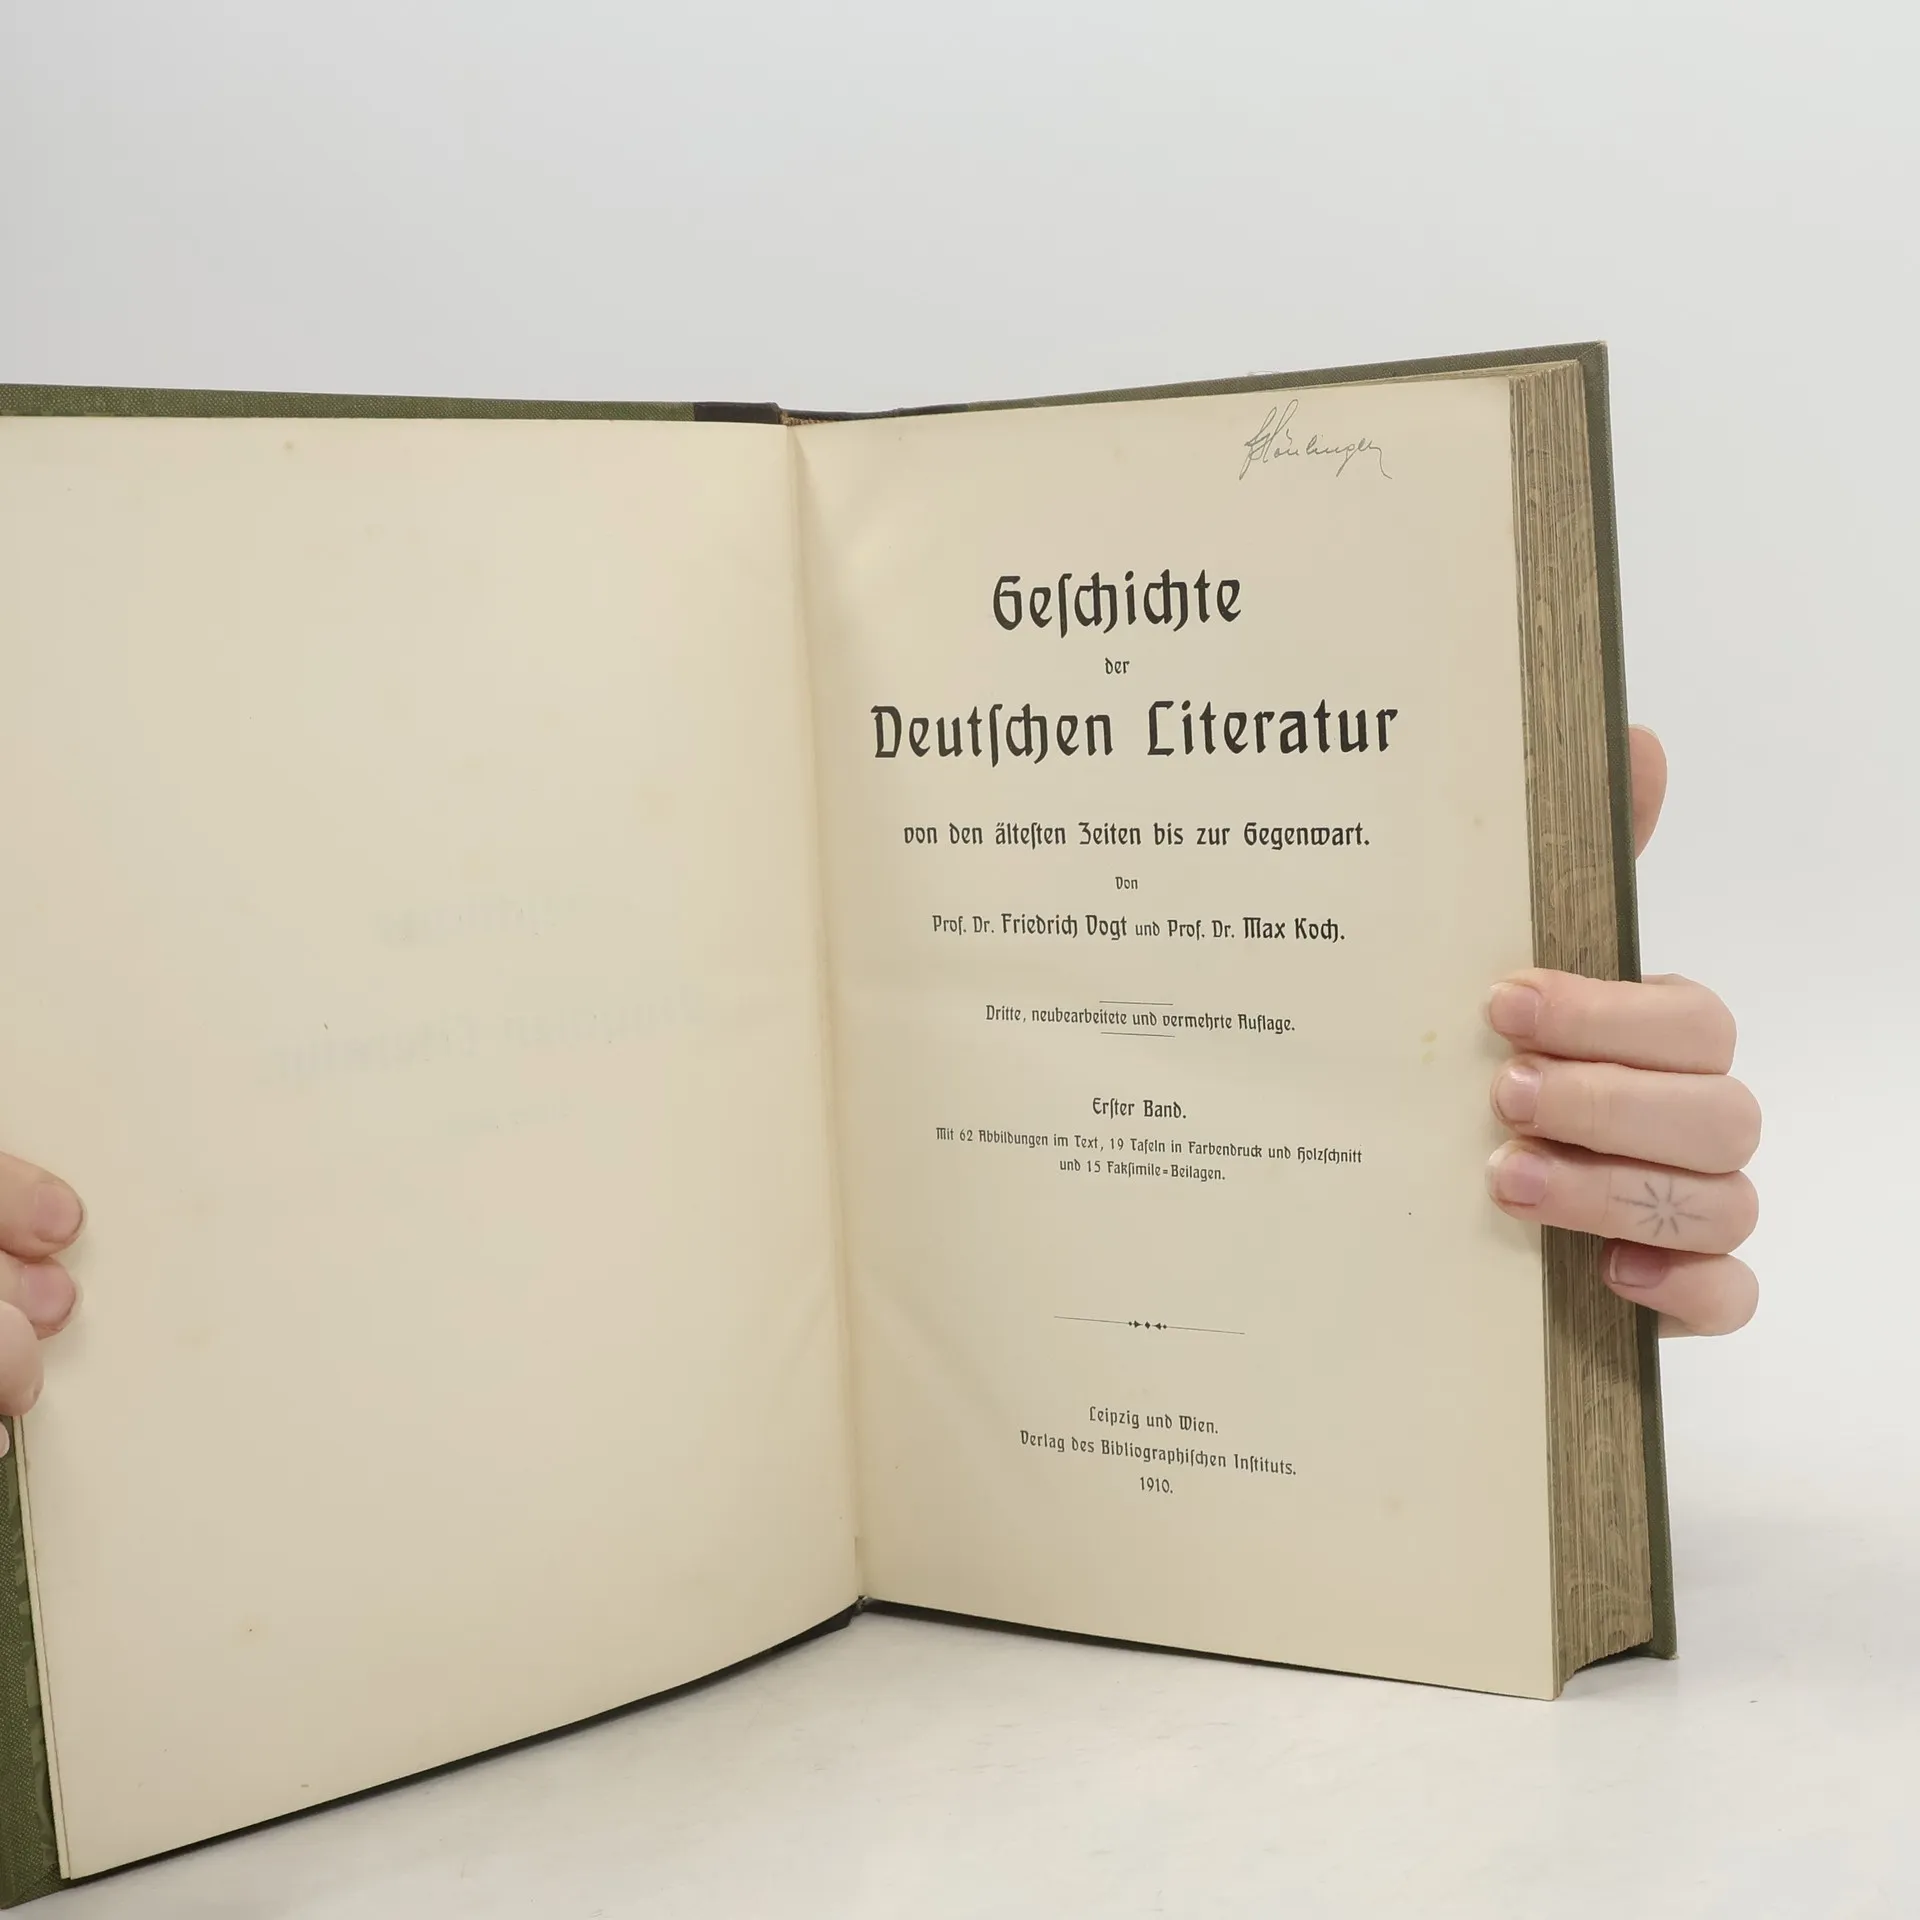 Geſchichte
der
Deutſchen Literatur
von den älteſten Zeiten bis zur Gegenwart.
Von
Prof. Dr. Friedrich Vogt und Prof. Dr. Max Koch.
Dritte, neubearbeitete und vermehrte Auflage.
Erſter Band.
Mit 62 Abbildungen im Text, 19 Tafeln in Farbendruck und Holzſchnitt
und 15 Fakſimile=Beilagen.
Leipzig und Wien.
Verlag des Bibliographiſchen Inſtituts.
1910.